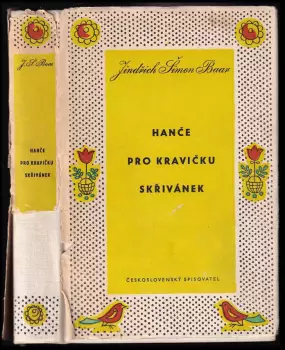 J. Š. Baar
HANČE
PRO KRAVIČKU
SKŘIVÁNEK
Jindřich Šimon Baar
HANČE
PRO KRAVIČKU
SKŘIVÁNEK
ČESKOSLOVENSKÝ SPISOVATEL